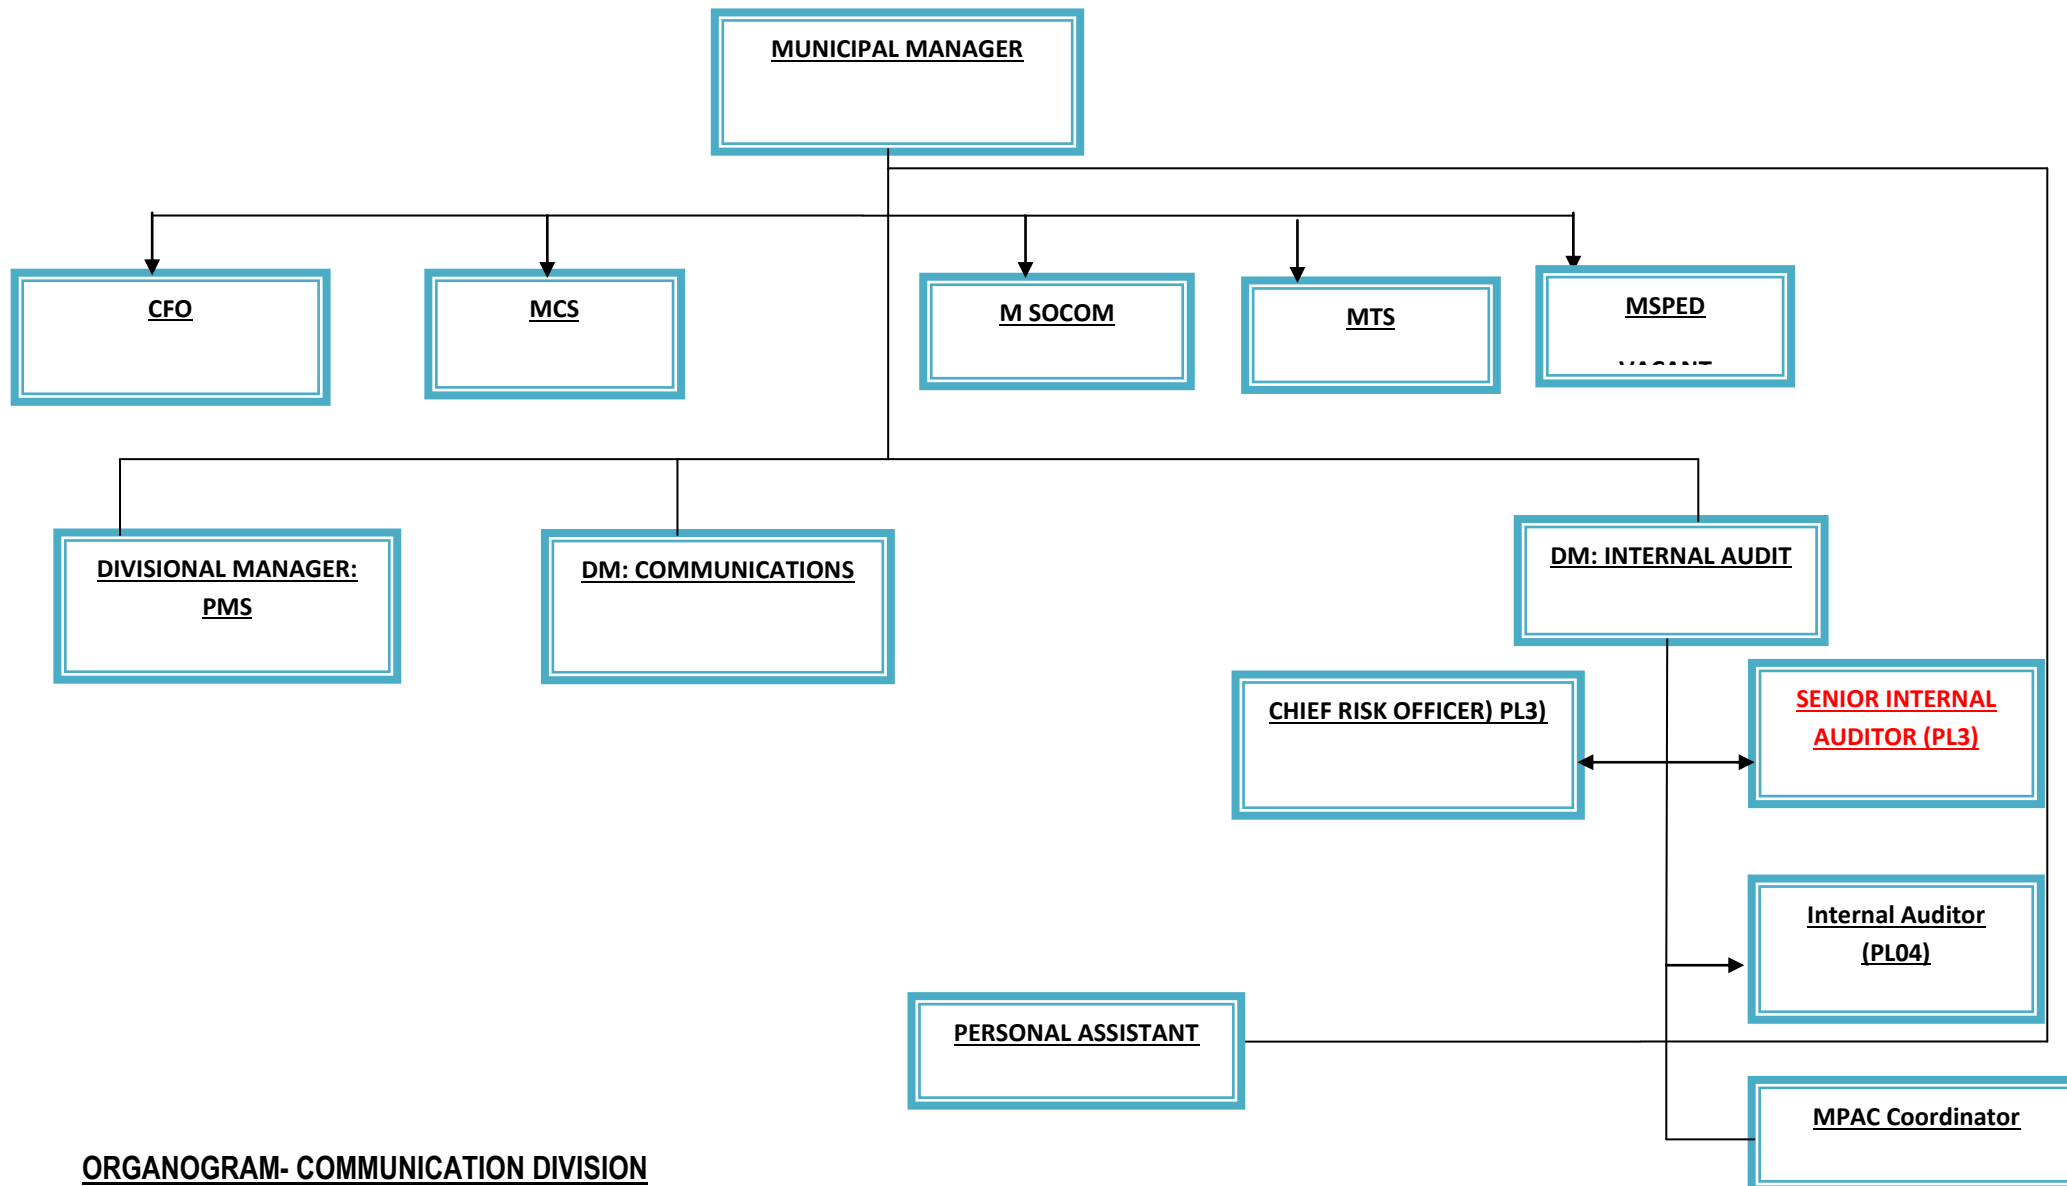 MUNICIPAL MANAGER
CFO
MCS
M SOCOM
MTS
MSPED
VACANT
DIVISIONAL MANAGER:
PMS
DM: COMMUNICATIONS
DM: INTERNAL AUDIT
CHIEF RISK OFFICER) PL3)
SENIOR INTERNAL
AUDITOR (PL3)
Internal Auditor
(PL04)
PERSONAL ASSISTANT
MPAC Coordinator
ORGANOGRAM- COMMUNICATION DIVISION